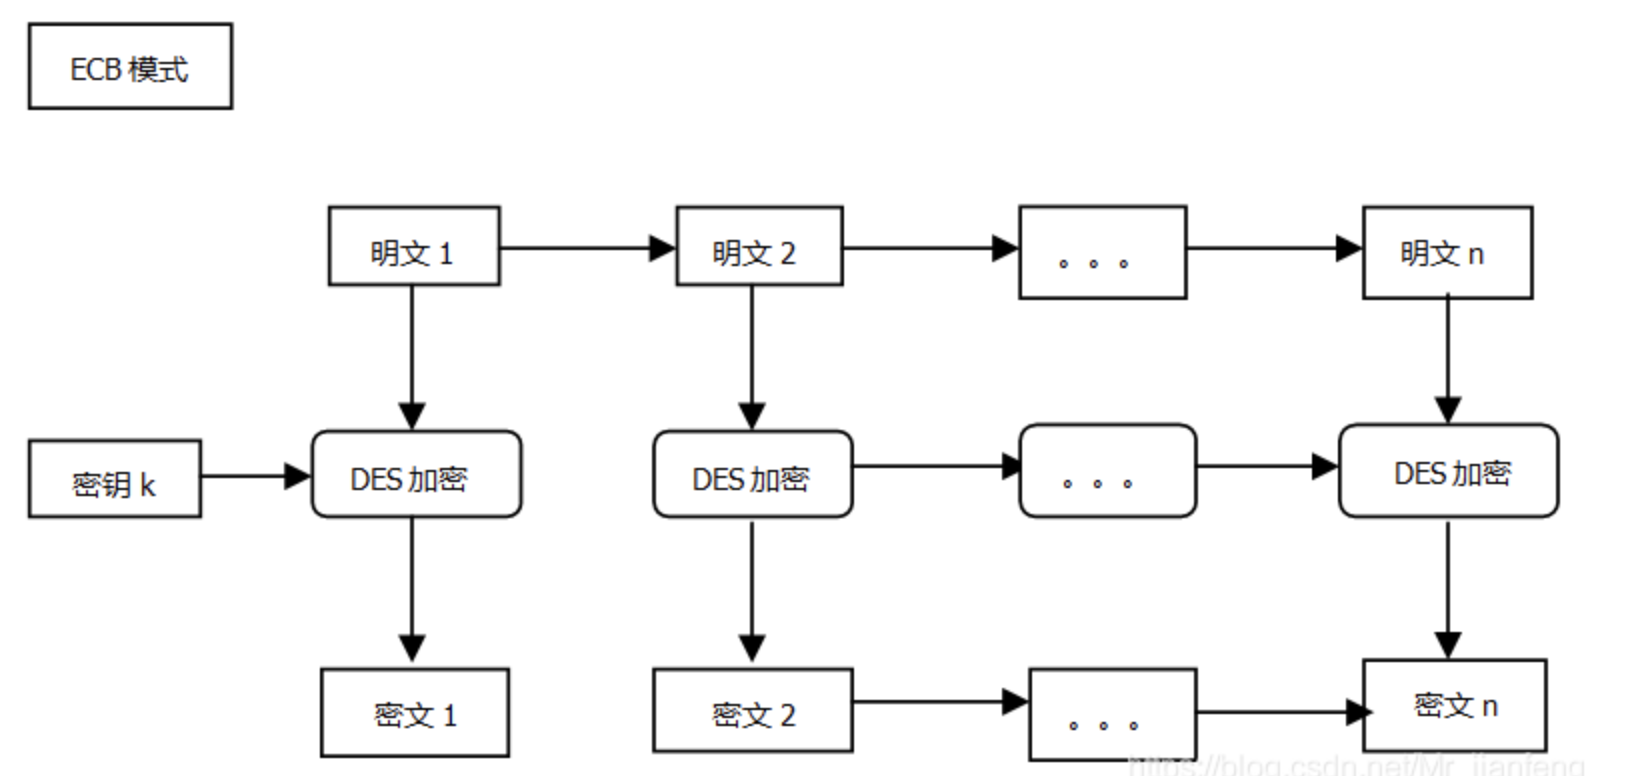 ECB 模式
明文 1
明文 2
。。。
明文 n
密钥 k
DES 加密
DES 加密
。。。
DES 加密
密文 1
密文 2
。。。
密文 n
https://blog.csdn.net/Mr_jianfeng